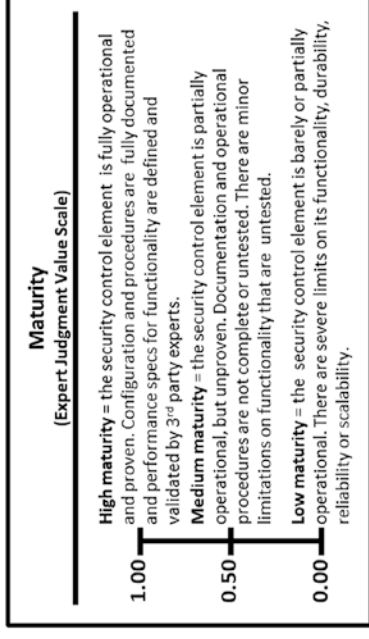 Maturity
(Expert Judgment Value Scale)
High maturity = the security control element is fully operational
and proven. Configuration and procedures are fully documented
and performance specs for functionality are defined and
validated by 3rd party experts.
1.00
Medium maturity = the security control element is partially
operational, but unproven. Documentation and operational
procedures are not complete or untested. There are minor
limitations on functionality that are untested.
0.50
Low maturity = the security control element is barely or partially
operational. There are severe limits on its functionality, durability,
reliability or scalability.
0.00